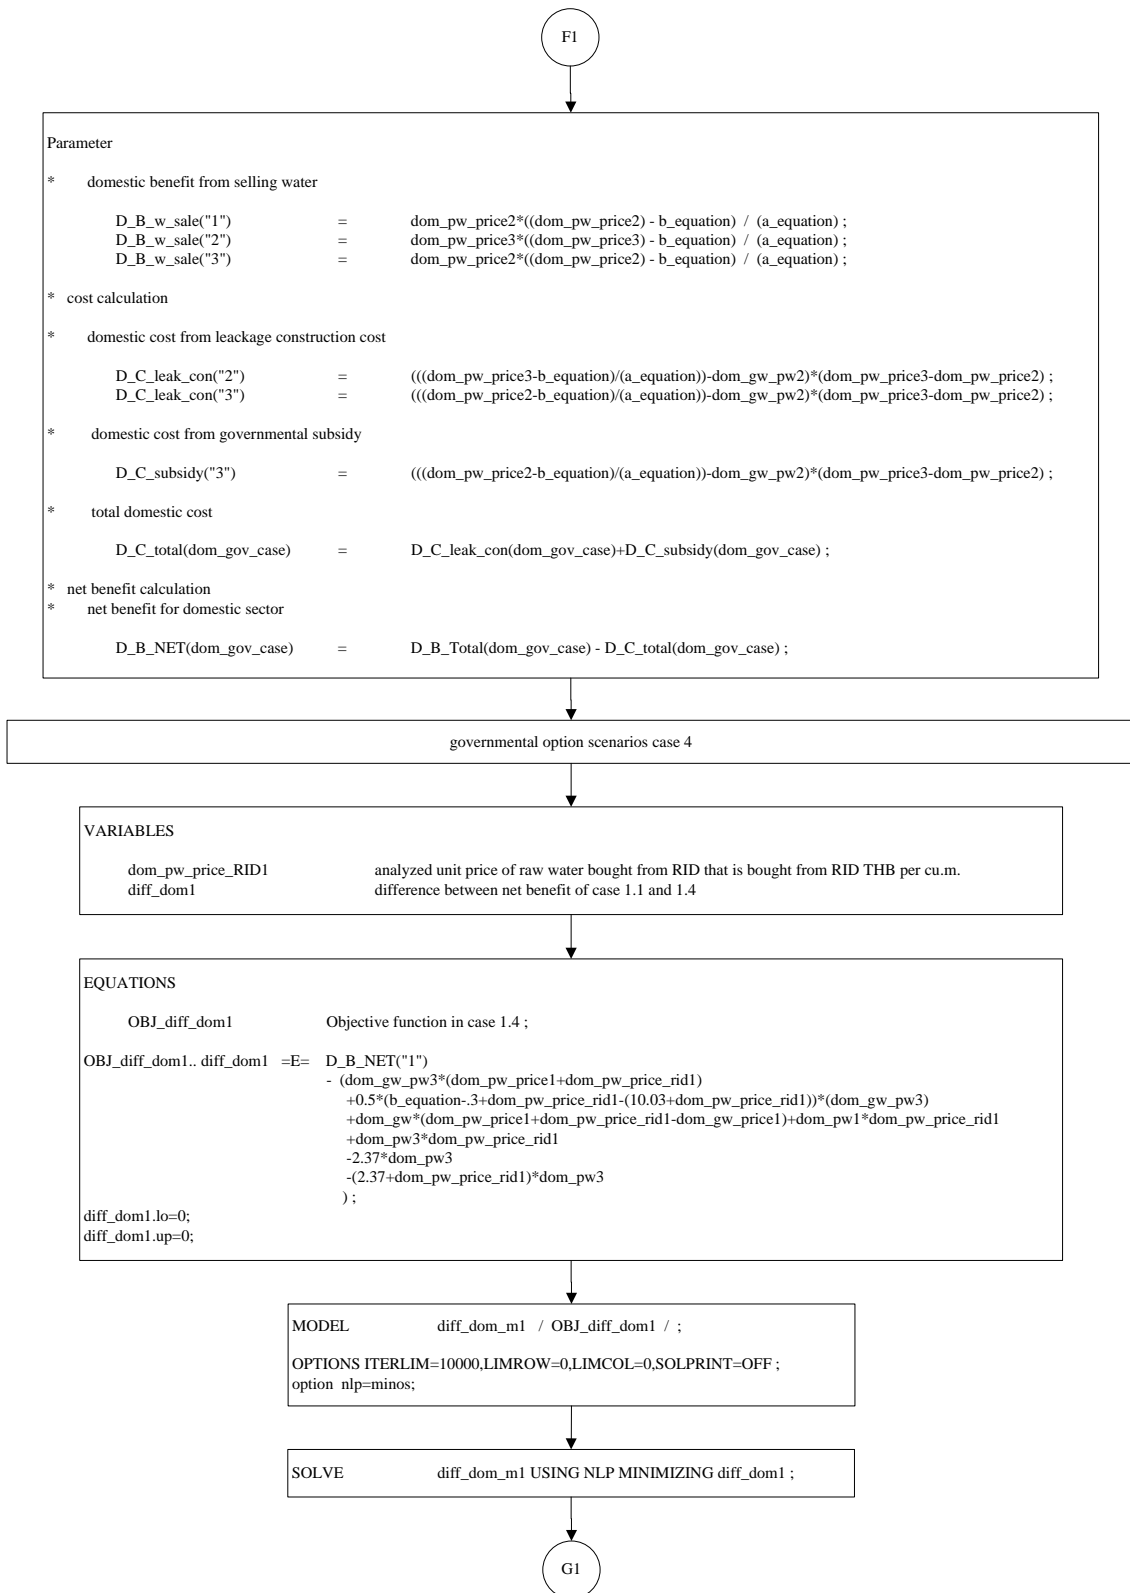 F1
Parameter
* domestic benefit from selling water
D_B_w_sale("1") = dom_pw_price2*((dom_pw_price2) - b_equation) / (a_equation) ;
D_B_w_sale("2") = dom_pw_price3*((dom_pw_price3) - b_equation) / (a_equation) ;
D_B_w_sale("3") = dom_pw_price2*((dom_pw_price2) - b_equation) / (a_equation) ;
* cost calculation
* domestic cost from leackage construction cost
D_C_leak_con("2") = (((dom_pw_price3-b_equation)/(a_equation))-dom_gw_pw2)*(dom_pw_price3-dom_pw_price2) ;
D_C_leak_con("3") = (((dom_pw_price2-b_equation)/(a_equation))-dom_gw_pw2)*(dom_pw_price3-dom_pw_price2) ;
* domestic cost from governmental subsidy
D_C_subsidy("3") = (((dom_pw_price2-b_equation)/(a_equation))-dom_gw_pw2)*(dom_pw_price3-dom_pw_price2) ;
* total domestic cost
D_C_total(dom_gov_case) = D_C_leak_con(dom_gov_case)+D_C_subsidy(dom_gov_case) ;
* net benefit calculation
* net benefit for domestic sector
D_B_NET(dom_gov_case) = D_B_Total(dom_gov_case) - D_C_total(dom_gov_case) ;
governmental option scenarios case 4
VARIABLES
dom_pw_price_RID1 analyzed unit price of raw water bought from RID that is bought from RID THB per cu.m.
diff_dom1 difference between net benefit of case 1.1 and 1.4
EQUATIONS
OBJ_diff_dom1 Objective function in case 1.4 ;
OBJ_diff_dom1.. diff_dom1 =E= D_B_NET("1")
- (dom_gw_pw3*(dom_pw_price1+dom_pw_price_rid1)
+0.5*(b_equation-.3+dom_pw_price_rid1-(10.03+dom_pw_price_rid1))*(dom_gw_pw3)
+dom_gw*(dom_pw_price1+dom_pw_price_rid1-dom_gw_price1)+dom_pw1*dom_pw_price_rid1
+dom_pw3*dom_pw_price_rid1
-2.37*dom_pw3
-(2.37+dom_pw_price_rid1)*dom_pw3
) ;
diff_dom1.lo=0;
diff_dom1.up=0;
MODEL diff_dom_m1 / OBJ_diff_dom1 / ;
OPTIONS ITERLIM=10000,LIMROW=0,LIMCOL=0,SOLPRINT=OFF ;
option nlp=minos;
SOLVE diff_dom_m1 USING NLP MINIMIZING diff_dom1 ;
G1